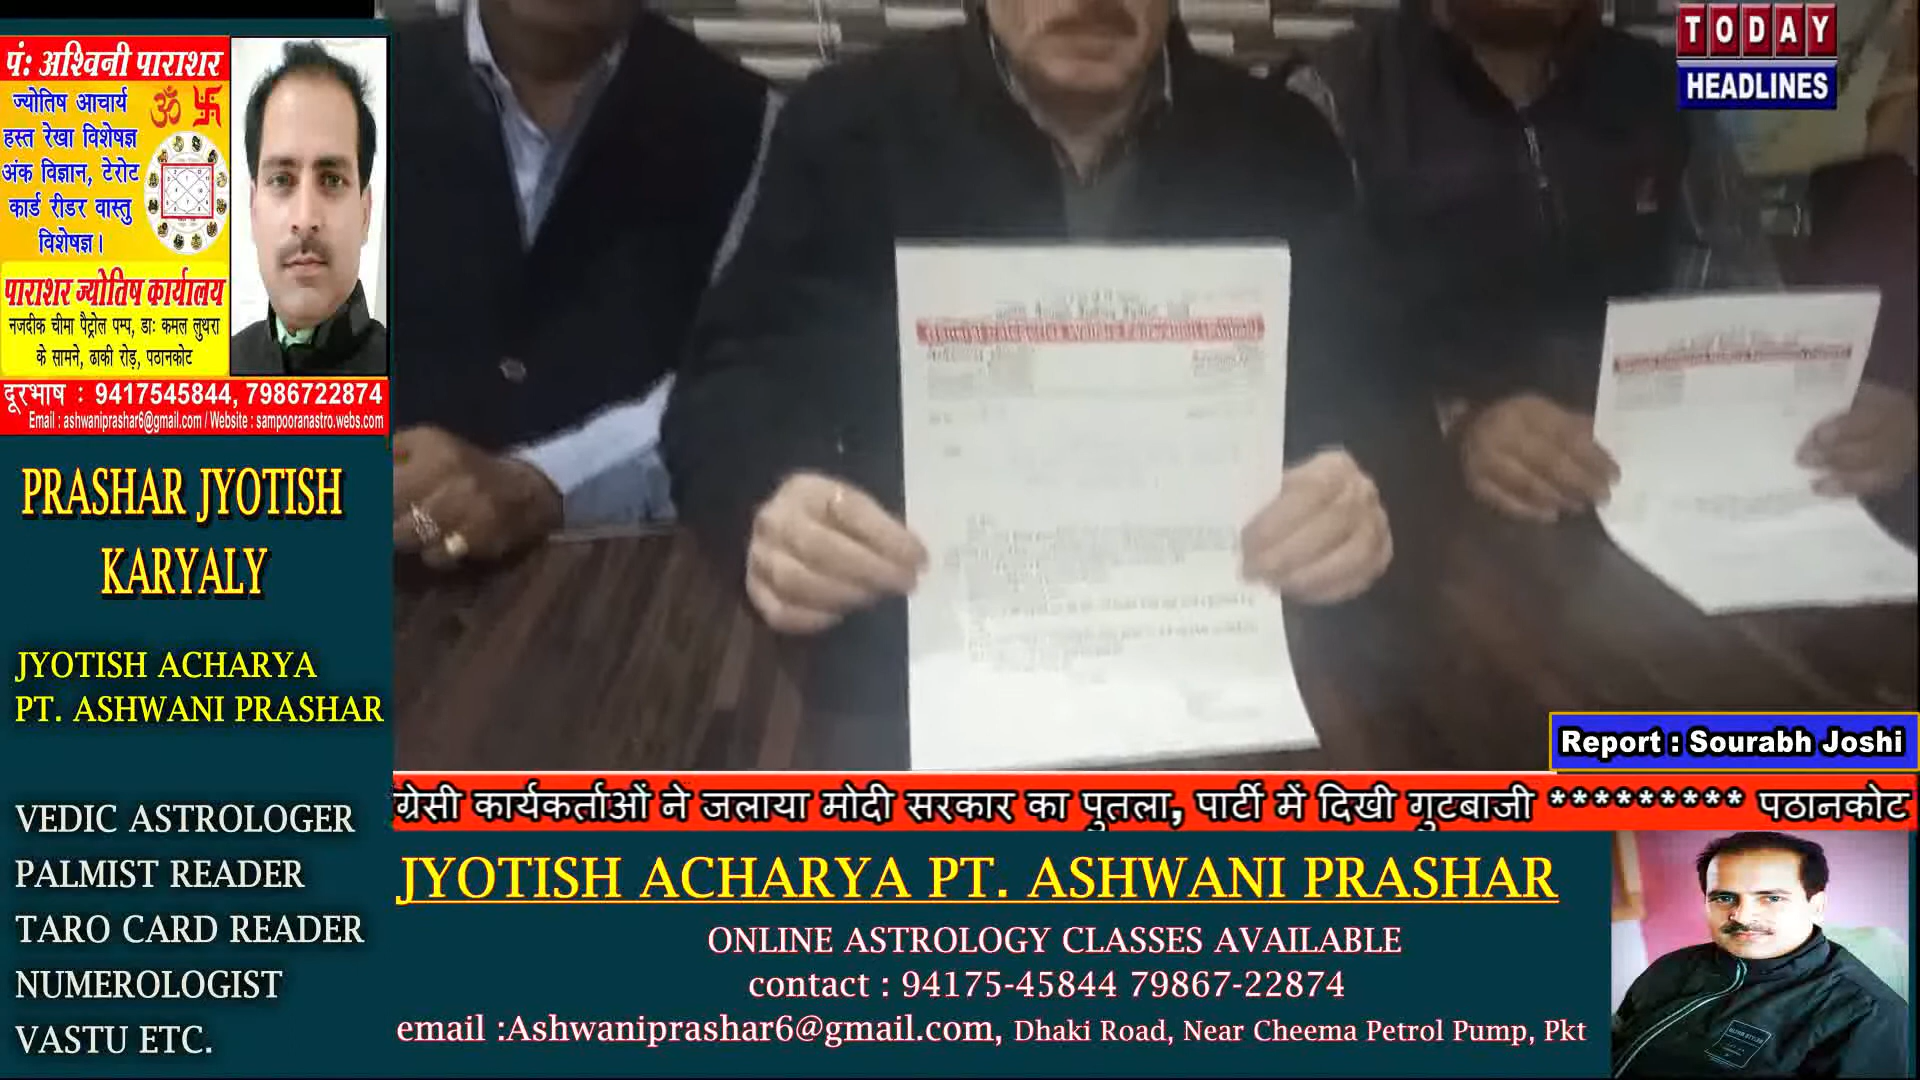 पं: अश्विनी पाराशर
ज्योतिष आचार्य
हस्त रेखा विशेषज्ञ
अंक विज्ञान, टेरोट
कार्ड रीडर वास्तु
विशेषज्ञ।
पाराशर ज्योतिष कार्यालय
नजदीक चीमा पैट्रोल पम्प, डा: कमल लुथरा
के सामने, ढाकी रोड़, पठानकोट
दूरभाष : 9417545844, 7986722874
Email : ashwaniprashar6@gmail.com / Website : sampooranastro.webs.com
PRASHAR JYOTISH
KARYALY
JYOTISH ACHARYA
PT. ASHWANI PRASHAR
VEDIC ASTROLOGER
PALMIST READER
TARO CARD READER
NUMEROLOGIST
VASTU ETC.
TODAY
HEADLINES
Report : Sourabh Joshi
ग्रेसी कार्यकर्ताओं ने जलाया मोदी सरकार का पुतला, पार्टी में दिखी गुटबाजी ********* पठानकोट
JYOTISH ACHARYA PT. ASHWANI PRASHAR
ONLINE ASTROLOGY CLASSES AVAILABLE
contact : 94175-45844 79867-22874
email :Ashwaniprashar6@gmail.com, Dhaki Road, Near Cheema Petrol Pump, Pkt